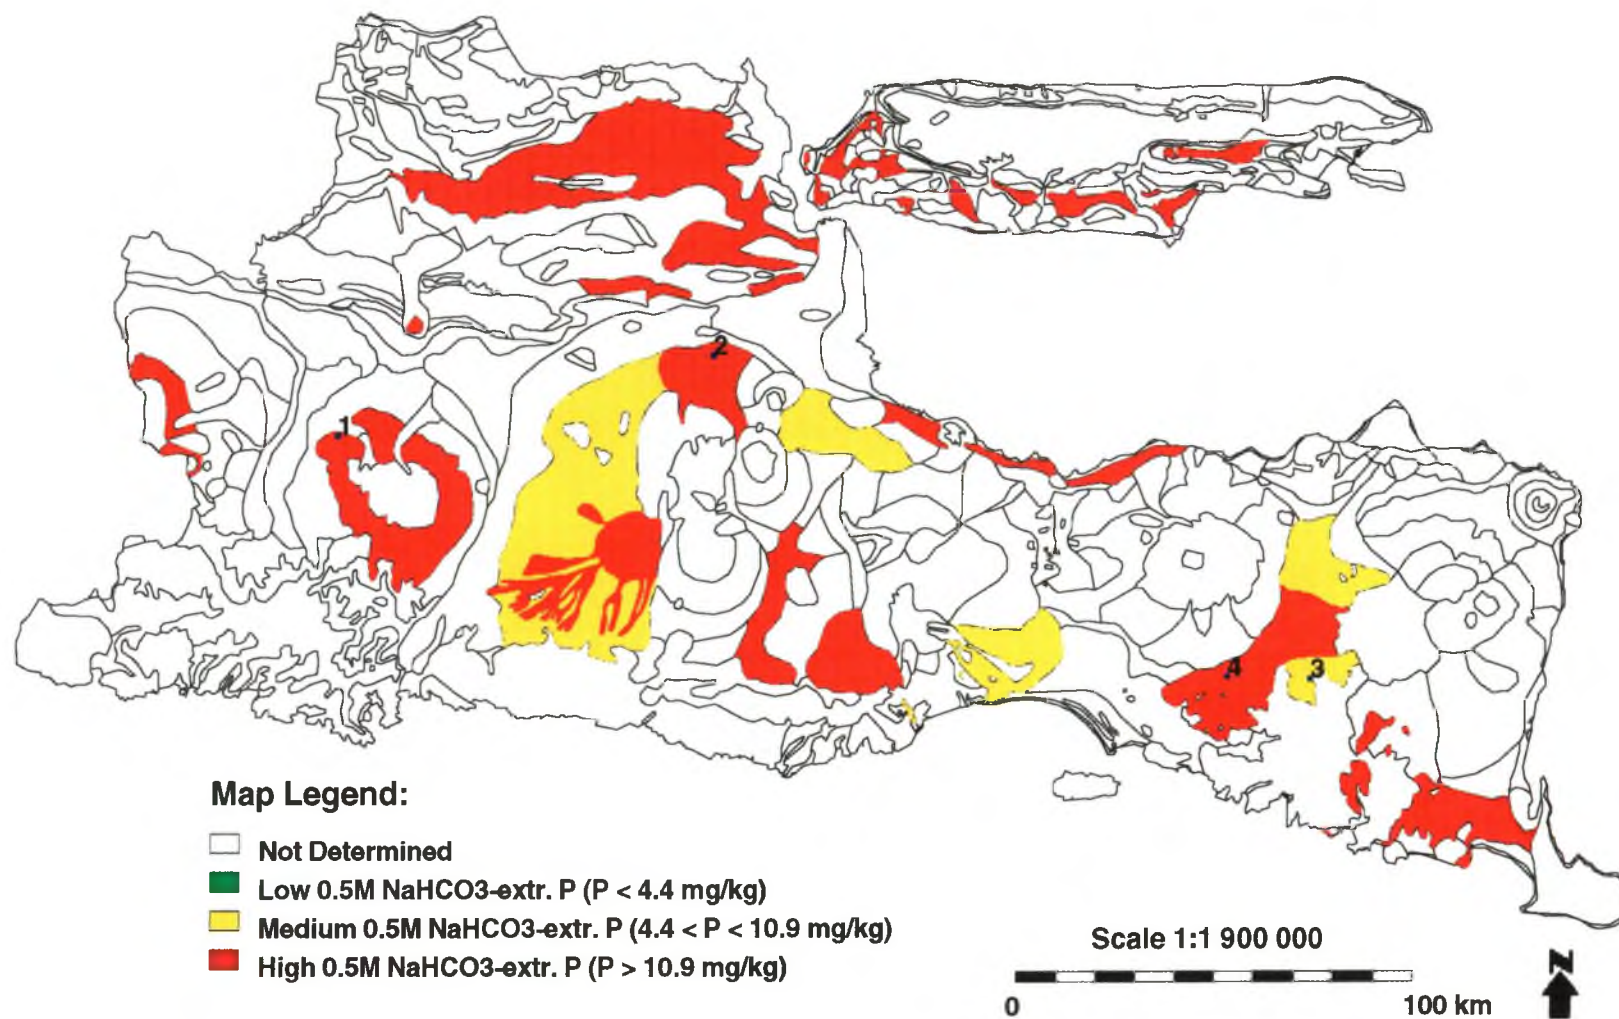 2
1
4
3
Map Legend:
Not Determined
Low 0.5M NaHCO3-extr. P (P < 4.4 mg/kg)
Medium 0.5M NaHCO3-extr. P (4.4 < P < 10.9 mg/kg)
High 0.5M NaHCO3-extr. P (P > 10.9 mg/kg)
Scale 1:1 900 000
0
100 km
N